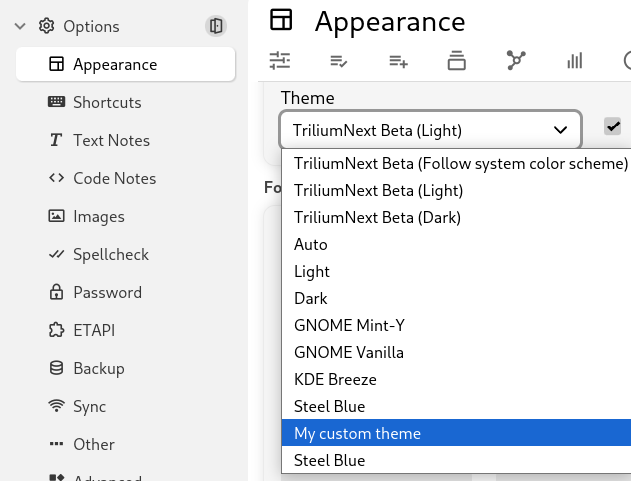 Options
Appearance
Shortcuts
Text Notes
Code Notes
Images
Spellcheck
Password
ETAPI
Backup
Sync
Other
Advanced
Appearance
Theme
TriliumNext Beta (Light)
TriliumNext Beta (Follow system color scheme)
TriliumNext Beta (Light)
TriliumNext Beta (Dark)
Auto
Light
Dark
GNOME Mint-Y
GNOME Vanilla
KDE Breeze
Steel Blue
My custom theme
Steel Blue
Fo